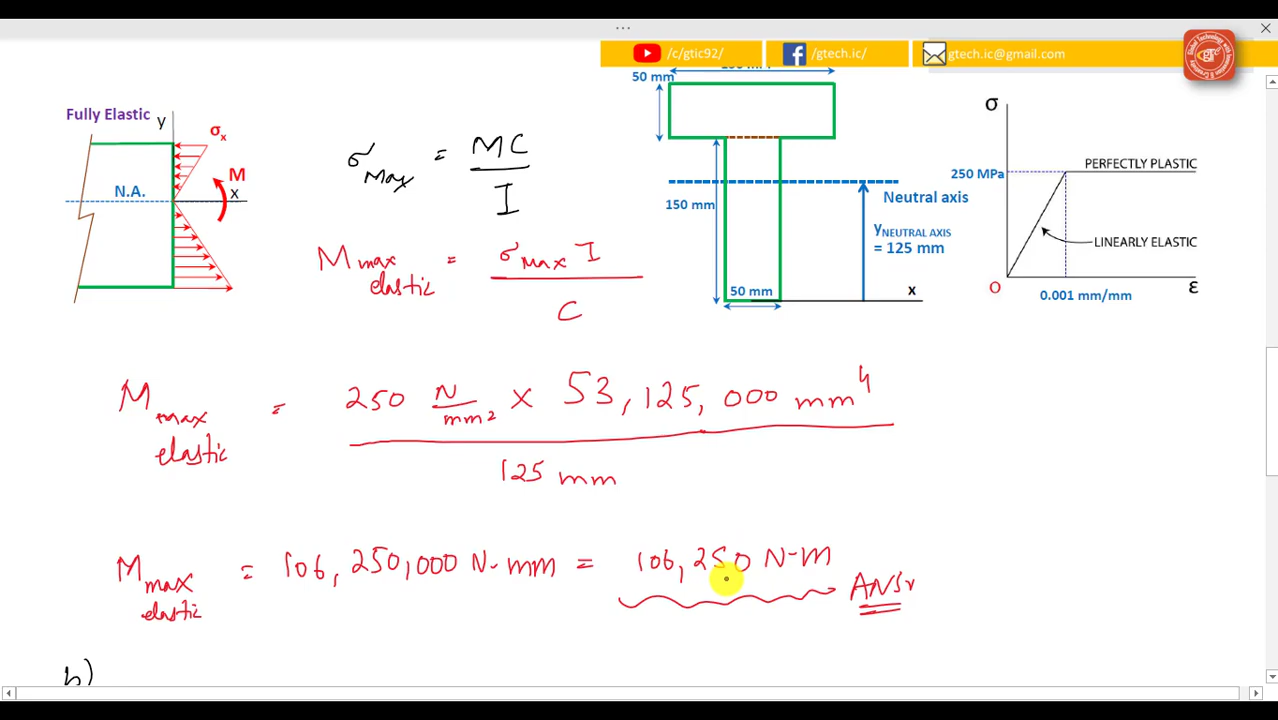 /c/gtic92/
/gtech.ic/
gtech.ic@gmail.com
gtic
50 mm
Fully Elastic
y
σx
M
N.A.
x
σMax = MC / I
Mmax elastic = σMax I / C
150 mm
50 mm
Neutral axis
yNEUTRAL AXIS
= 125 mm
x
σ
250 MPa
PERFECTLY PLASTIC
LINEARLY ELASTIC
O
0.001 mm/mm
ε
Mmax elastic = 250 N/mm² × 53,125,000 mm⁴
125 mm
Mmax elastic = 106,250,000 N-mm = 106,250 N-m
ANSr
b)